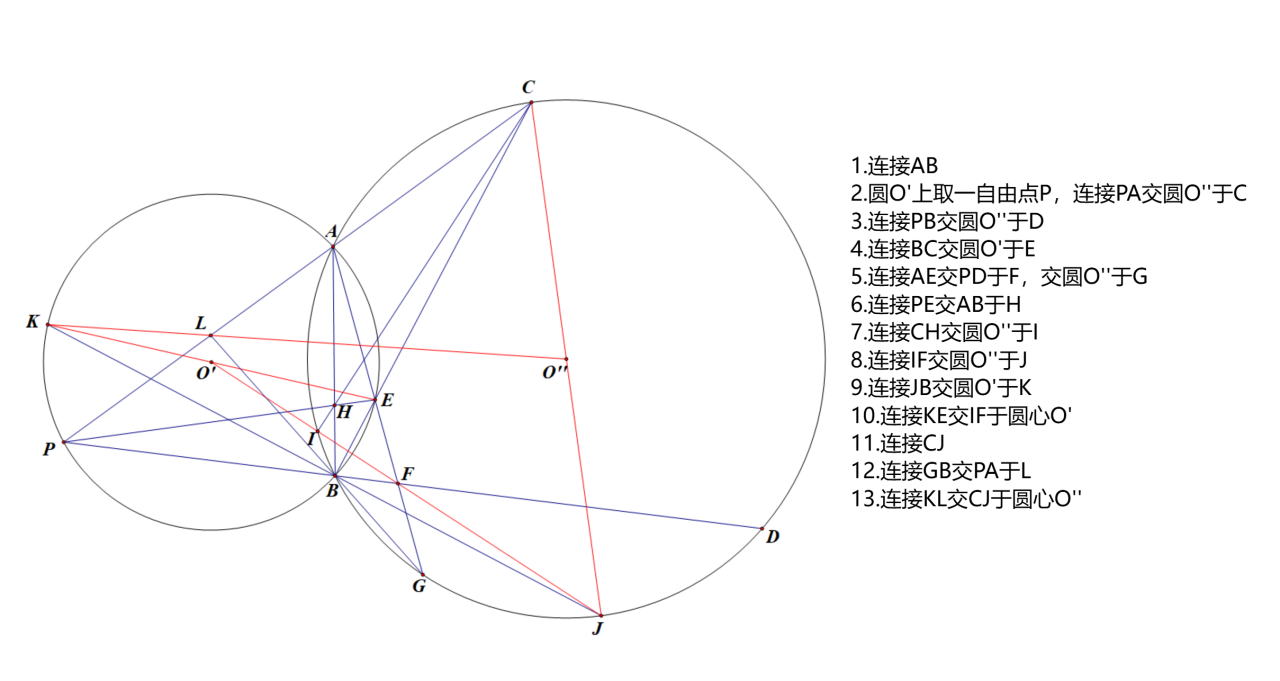 C
A
K
L
O'
O''
H
E
I
P
F
B
D
G
J
1.连接AB
2.圆O'上取一自由点P，连接PA交圆O''于C
3.连接PB交圆O''于D
4.连接BC交圆O'于E
5.连接AE交PD于F，交圆O''于G
6.连接PE交AB于H
7.连接CH交圆O''于I
8.连接IF交圆O''于J
9.连接JB交圆O'于K
10.连接KE交IF于圆心O'
11.连接CJ
12.连接GB交PA于L
13.连接KL交CJ于圆心O''